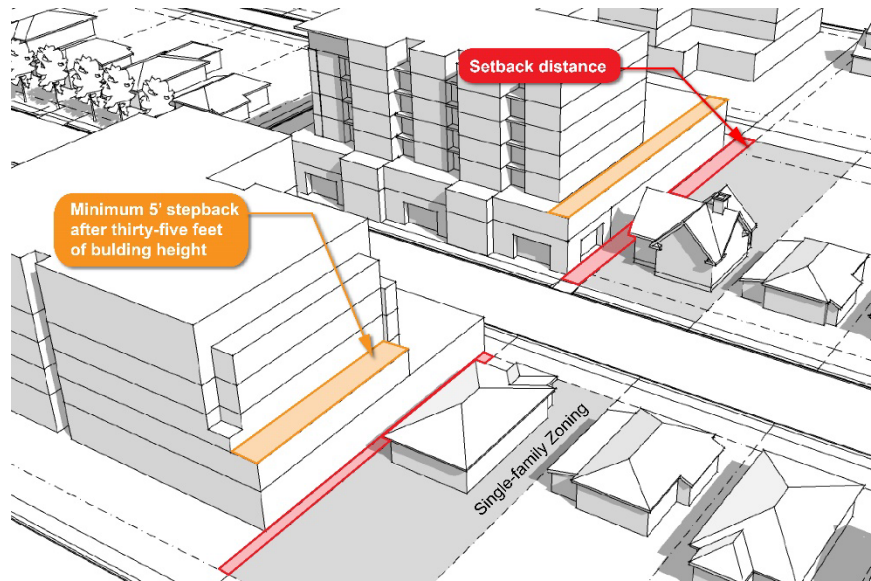 Setback distance
Minimum 5' stepback
after thirty-five feet
of bulding height
Single-family Zoning